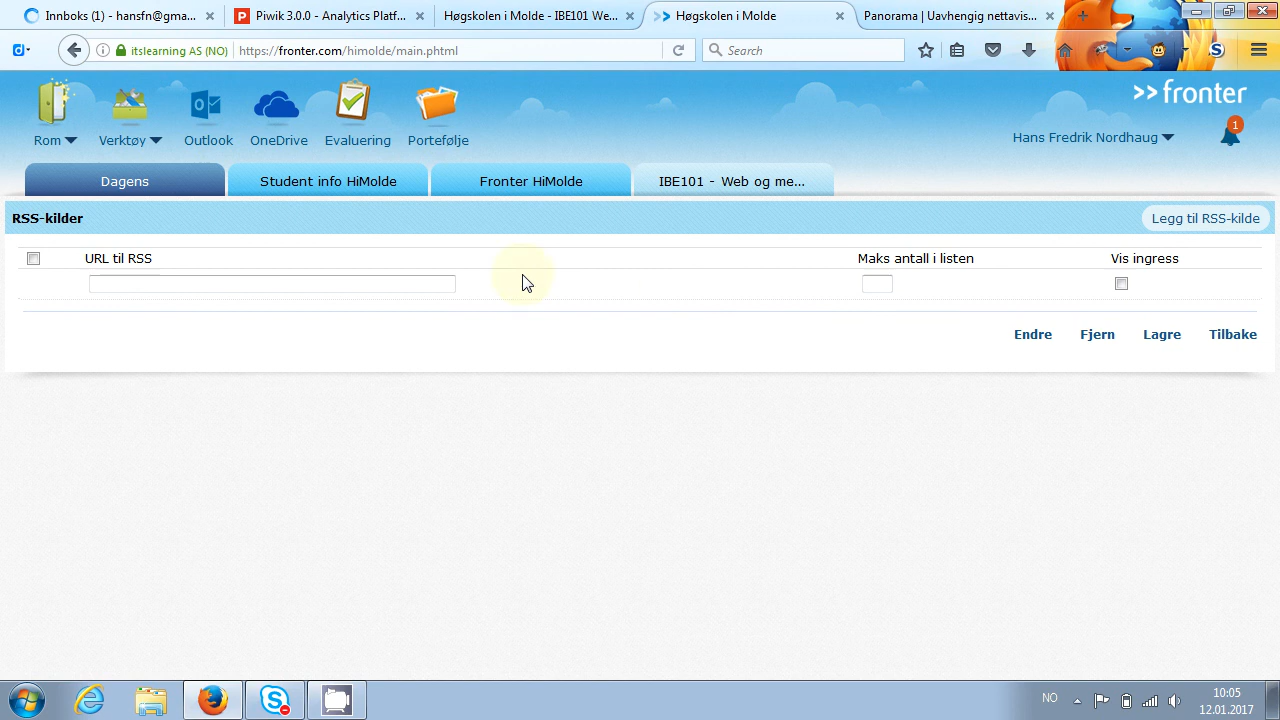 Innboks (1) - hansfn@gma...
Piwik 3.0.0 - Analytics Platf...
Høgskolen i Molde - IBE101 We...
Høgskolen i Molde
Panorama | Uavhengig nettavis...
itslearning AS (NO)
https://fronter.com/himolde/main.phtml
Search
fronter
Rom
Verktøy
Outlook
OneDrive
Evaluering
Portefølje
Hans Fredrik Nordhaug
1
Dagens
Student info HiMolde
Fronter HiMolde
IBE101 - Web og me...
RSS-kilder
Legg til RSS-kilde
URL til RSS
Maks antall i listen
Vis ingress
Endre
Fjern
Lagre
Tilbake
NO
10:05
12.01.2017